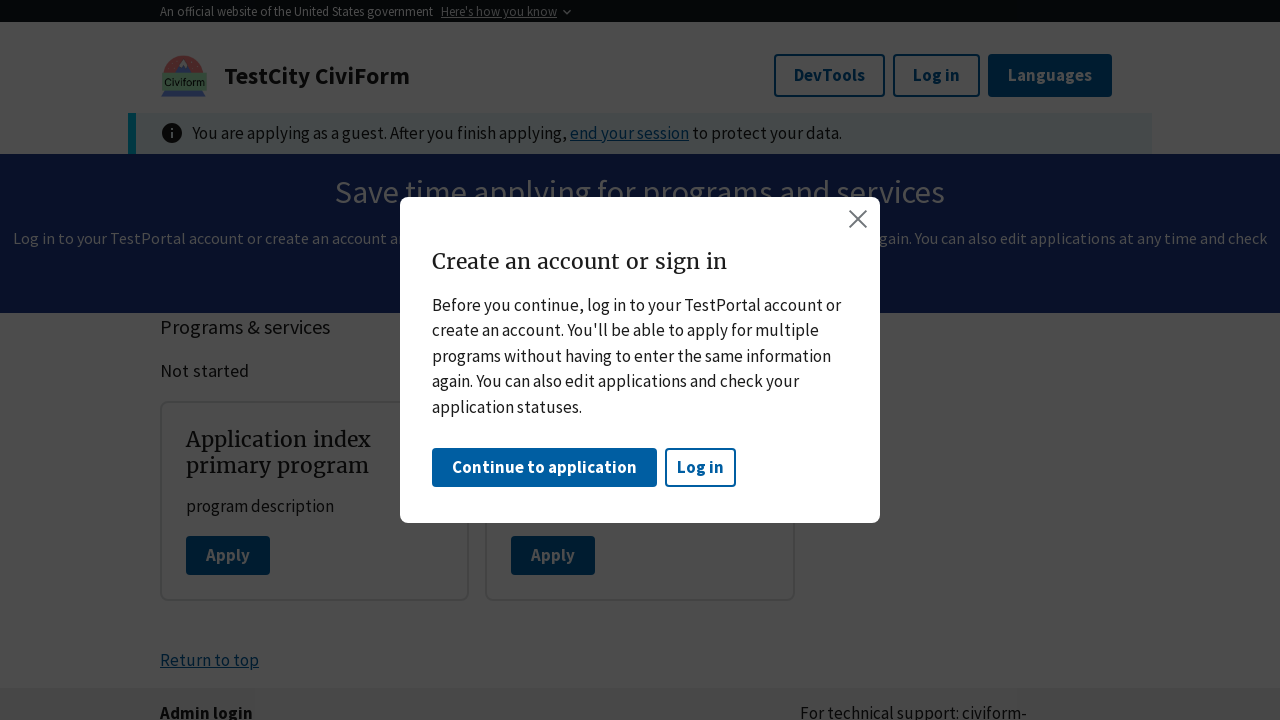 An official website of the United States government Here's how you know
Civiform
TestCity CiviForm
DevTools
Log in
Languages
You are applying as a guest. After you finish applying, end your session to protect your data.
Save time applying for programs and services
Log in to your TestPortal account or create an account a
gain. You can also edit applications at any time and check
Create an account or sign in
Before you continue, log in to your TestPortal account or
create an account. You'll be able to apply for multiple
programs without having to enter the same information
again. You can also edit applications and check your
application statuses.
Continue to application
Log in
Programs & services
Not started
Application index
primary program
program description
Apply
Apply
Return to top
Admin login
For technical support: civiform-